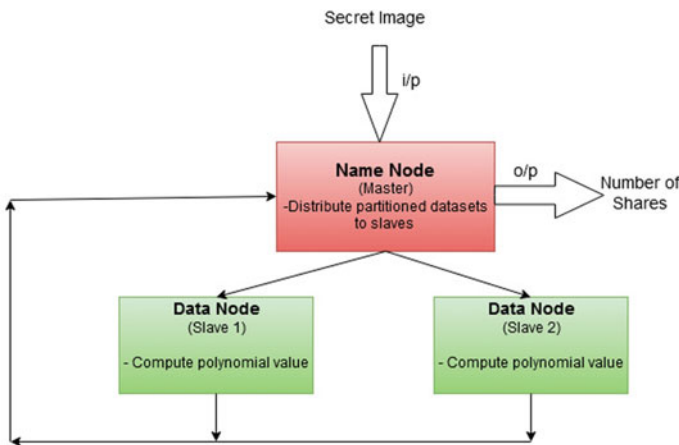 Secret Image
i/p
Name Node
(Master)
-Distribute partitioned datasets
to slaves
o/p
Number of
Shares
Data Node
(Slave 1)
- Compute polynomial value
Data Node
(Slave 2)
- Compute polynomial value